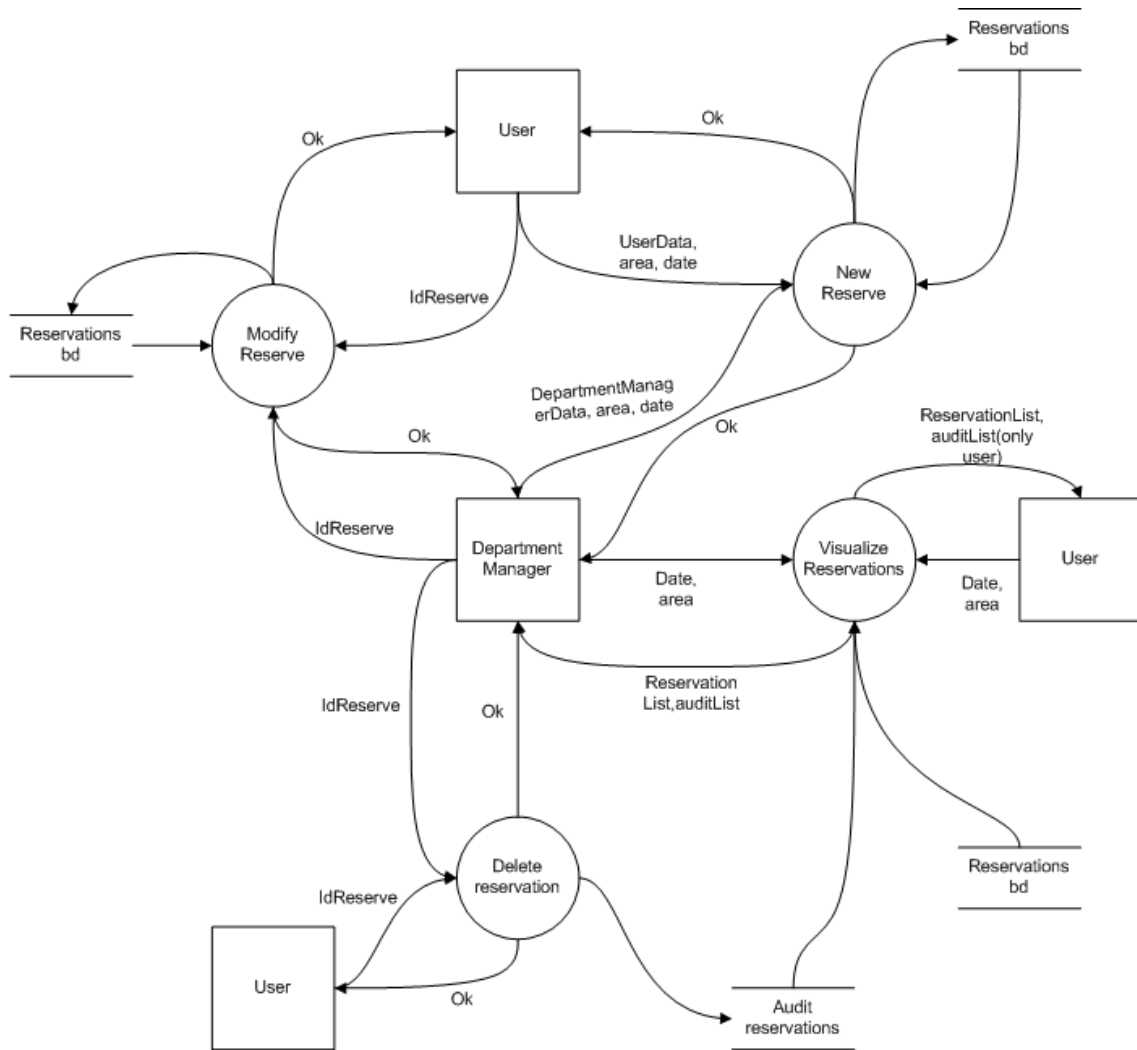 Reservations
bd
User
Ok
Ok
UserData,
area, date
New
Reserve
IdReserve
Reservations
bd
Modify
Reserve
DepartmentManag
erData, area, date
Ok
Ok
ReservationList,
auditList(only
user)
IdReserve
Department
Manager
Visualize
Reservations
User
Date,
area
Date,
area
Reservation
List,auditList
IdReserve
Ok
Delete
reservation
Reservations
bd
IdReserve
User
Ok
Audit
reservations